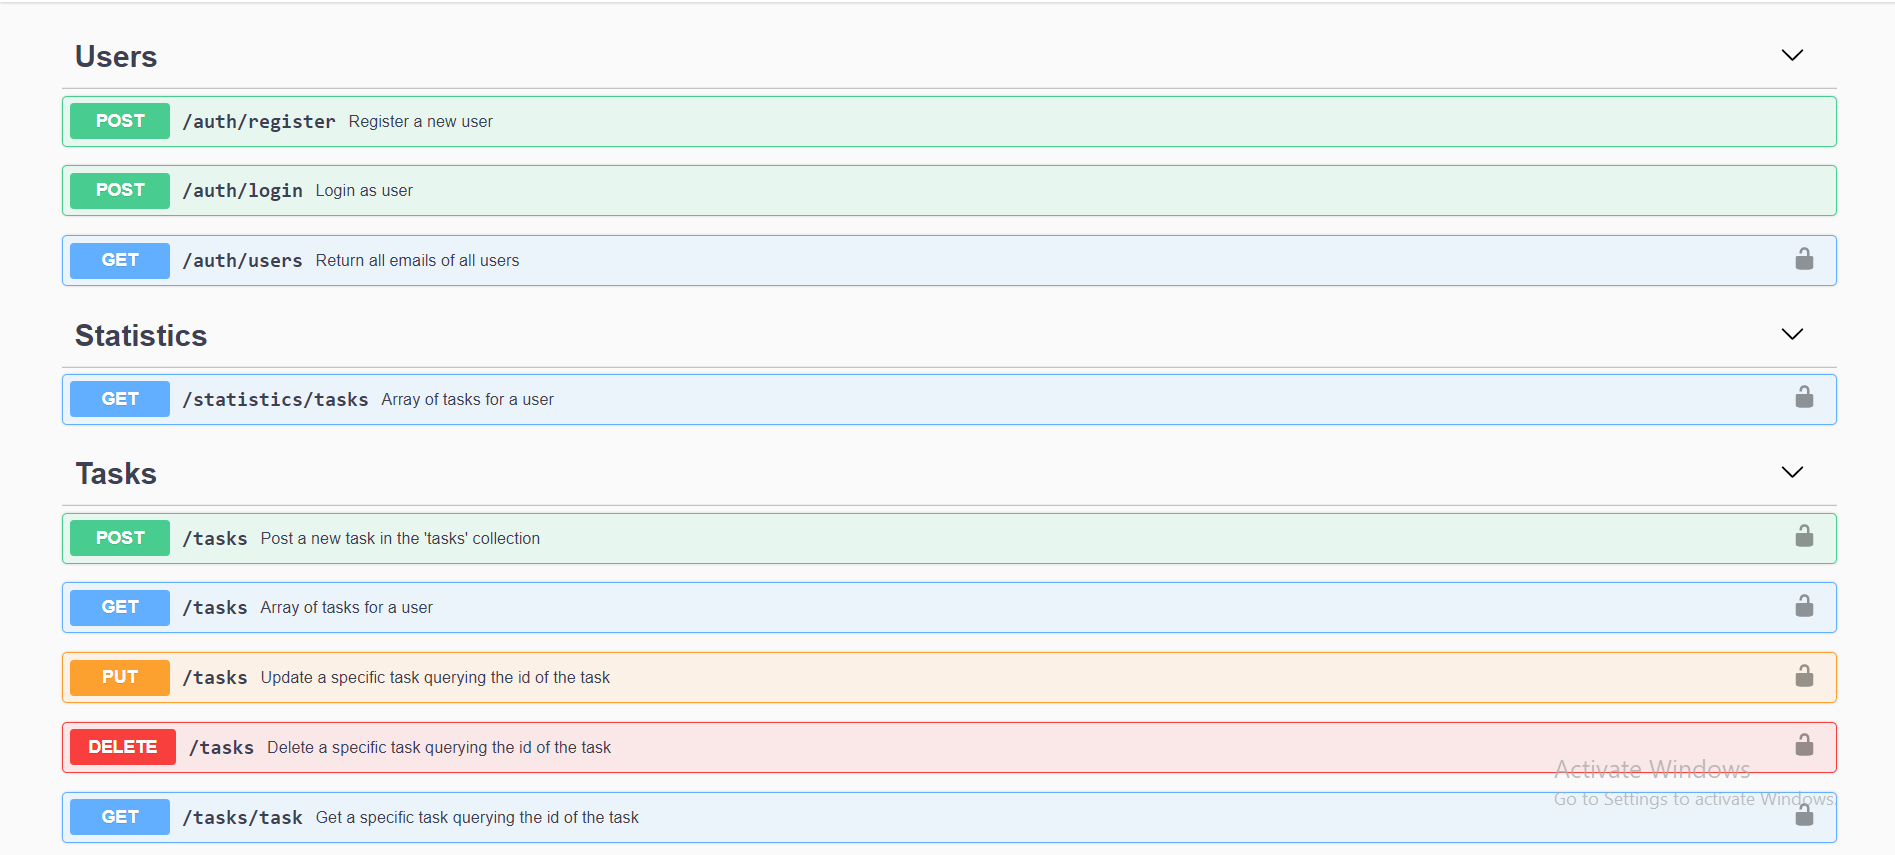 Users
POST /auth/register Register a new user
POST /auth/login Login as user
GET /auth/users Return all emails of all users
Statistics
GET /statistics/tasks Array of tasks for a user
Tasks
POST /tasks Post a new task in the 'tasks' collection
GET /tasks Array of tasks for a user
PUT /tasks Update a specific task querying the id of the task
DELETE /tasks Delete a specific task querying the id of the task
Activate Windows
Go to Settings to activate Windows.
GET /tasks/task Get a specific task querying the id of the task